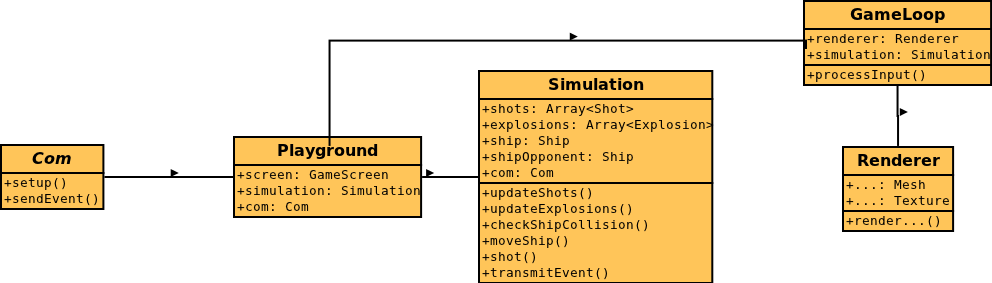 GameLoop
+renderer: Renderer
+simulation: Simulation
+processInput()
Simulation
+shots: Array<Shot>
+explosions: Array<Explosion>
+ship: Ship
+shipOpponent: Ship
+com: Com
+updateShots()
+updateExplosions()
+checkShipCollision()
+moveShip()
+shot()
+transmitEvent()
Playground
+screen: GameScreen
+simulation: Simulation
+com: Com
Com
+setup()
+sendEvent()
Renderer
+...: Mesh
+...: Texture
+render...()